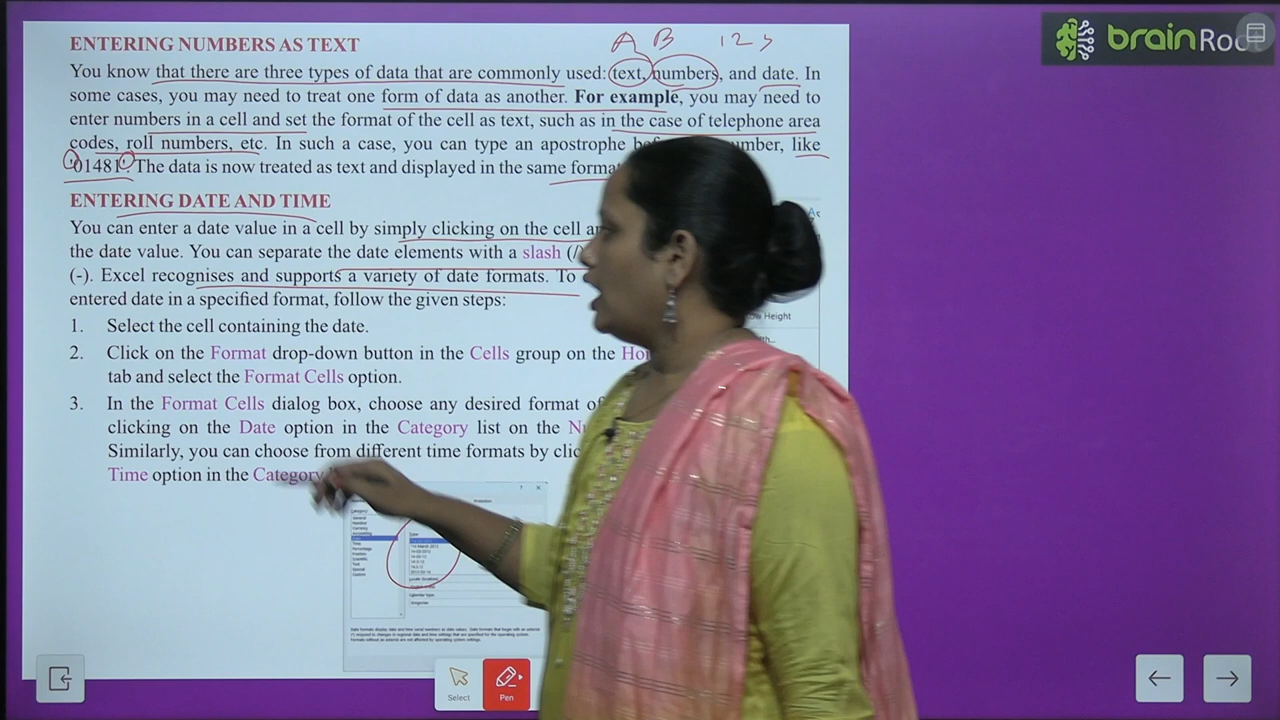 brainRoot
A B 123
ENTERING NUMBERS AS TEXT
You know that there are three types of data that are commonly used: text, numbers, and date. In
some cases, you may need to treat one form of data as another. For example, you may need to
enter numbers in a cell and set the format of the cell as text, such as in the case of telephone area
codes, roll numbers, etc. In such a case, you can type an apostrophe umber, like
'01481'. The data is now treated as text and displayed in the same
ENTERING DATE AND TIME
You can enter a date value in a cell by simply clicking on the cell
the date value. You can separate the date elements with a slash (/)
(-). Excel recognises and supports a variety of date formats. To
entered date in a specified format, follow the given steps:
1. Select the cell containing the date.
Height
2. Click on the Format drop-down button in the Cells group on the
tab and select the Format Cells option.
3. In the Format Cells dialog box, choose any desired format
clicking on the Date option in the Category list on the
Similarly, you can choose from different time formats by
Time option in the Category
Select
Pen